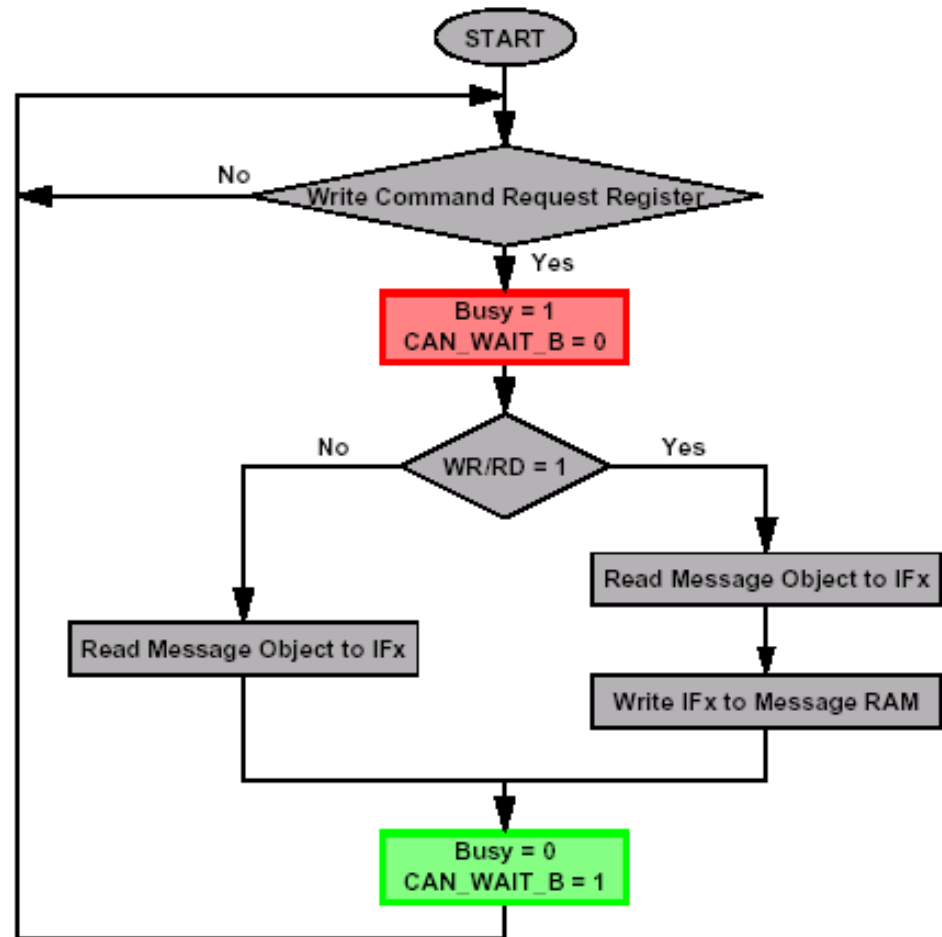 START
No
Write Command Request Register
Yes
Busy = 1
CAN_WAIT_B = 0
No
Yes
WR/RD = 1
Read Message Object to IFx
Read Message Object to IFx
Write IFx to Message RAM
Busy = 0
CAN_WAIT_B = 1